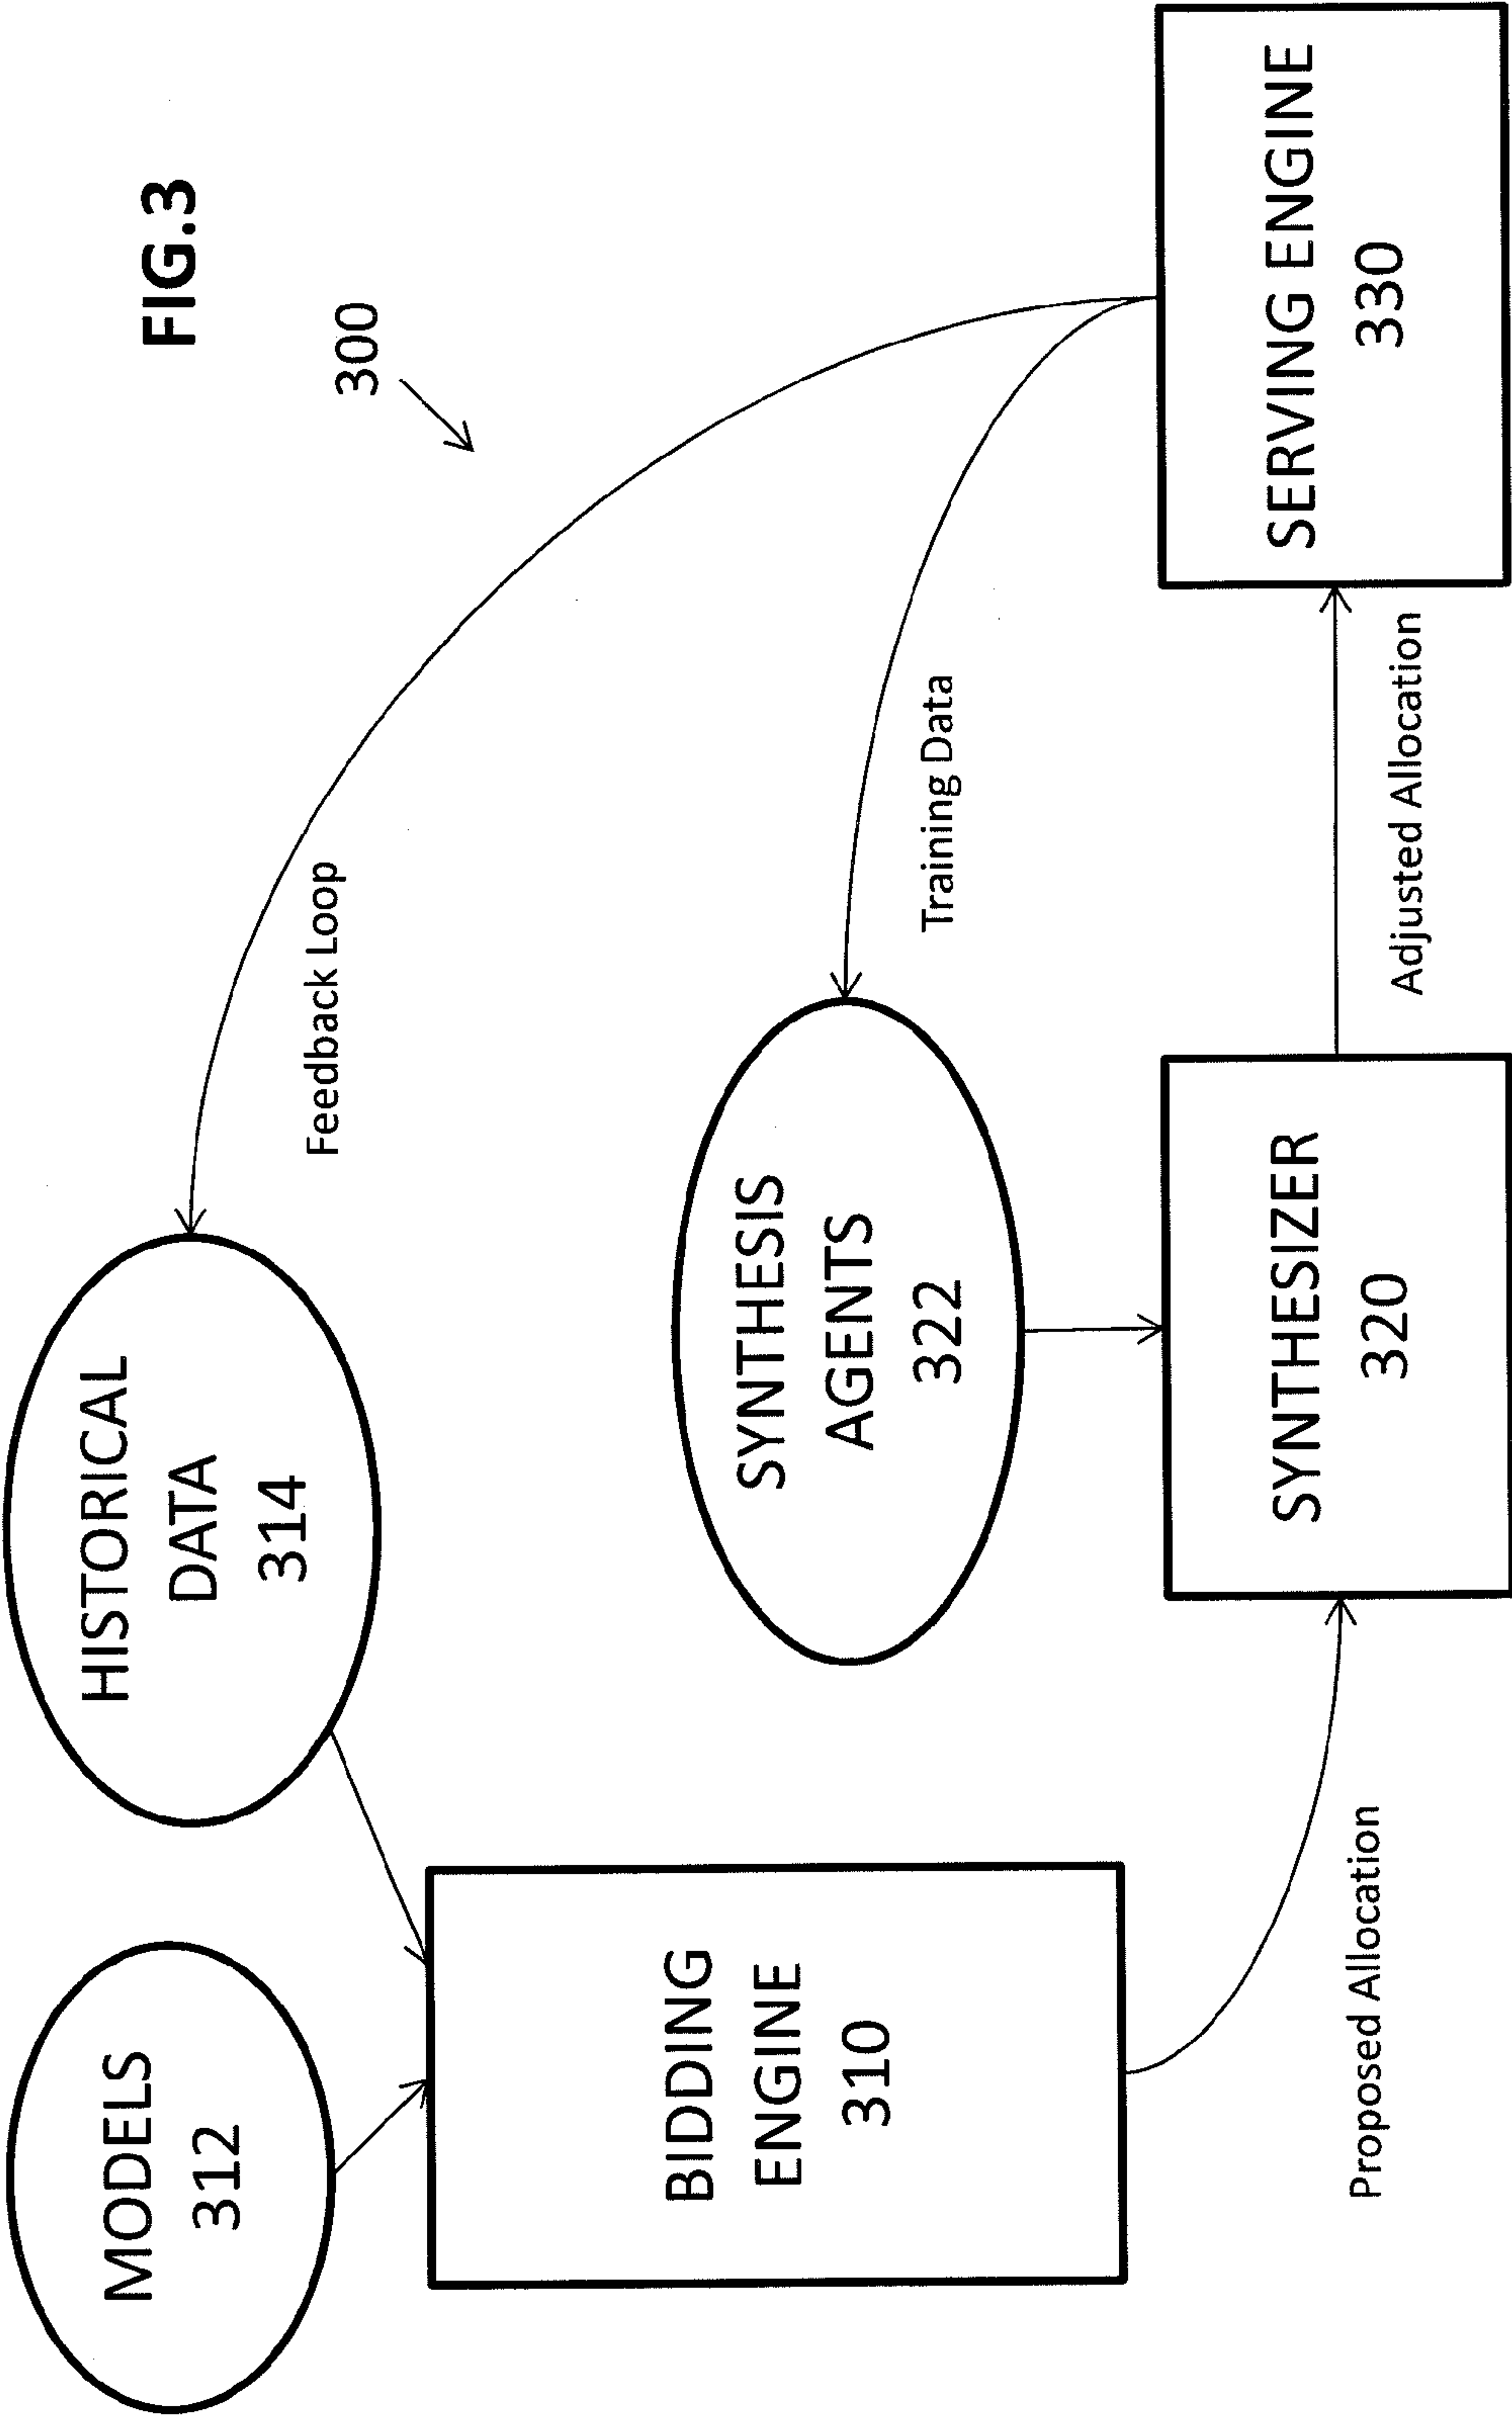 FIG.3
300
MODELS
312
HISTORICAL
DATA
314
Feedback Loop
BIDDING
ENGINE
310
SYNTHESIS
AGENTS
322
Training Data
Proposed Allocation
SYNTHESIZER
320
Adjusted Allocation
SERVING ENGINE
330